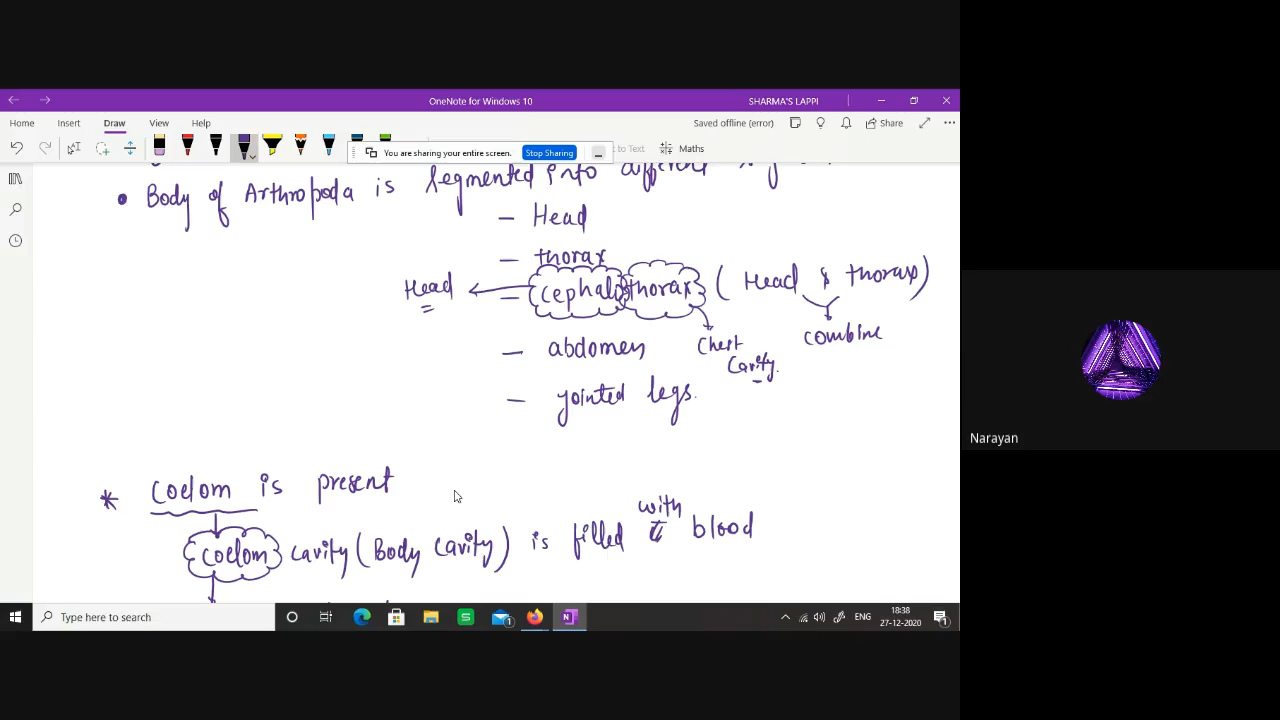 OneNote for Windows 10
SHARMA'S LAPPI
Home Insert Draw View Help
Saved offline (error)
Share
You are sharing your entire screen. Stop Sharing
to Text
Maths
• Body of Arthropoda is segmented into different
– Head
– thorax
Head
– cephalothorax (Head & thorax)
combine
Chest
Cavity.
– abdomen
– jointed legs.
* Coelom is present
coelom cavity (Body cavity) is filled with blood
Narayan
Type here to search
ENG
18:38
27-12-2020